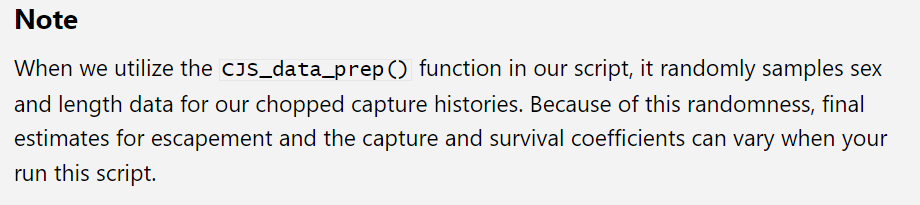 Note
When we utilize the CJS_data_prep() function in our script, it randomly samples sex
and length data for our chopped capture histories. Because of this randomness, final
estimates for escapement and the capture and survival coefficients can vary when your
run this script.